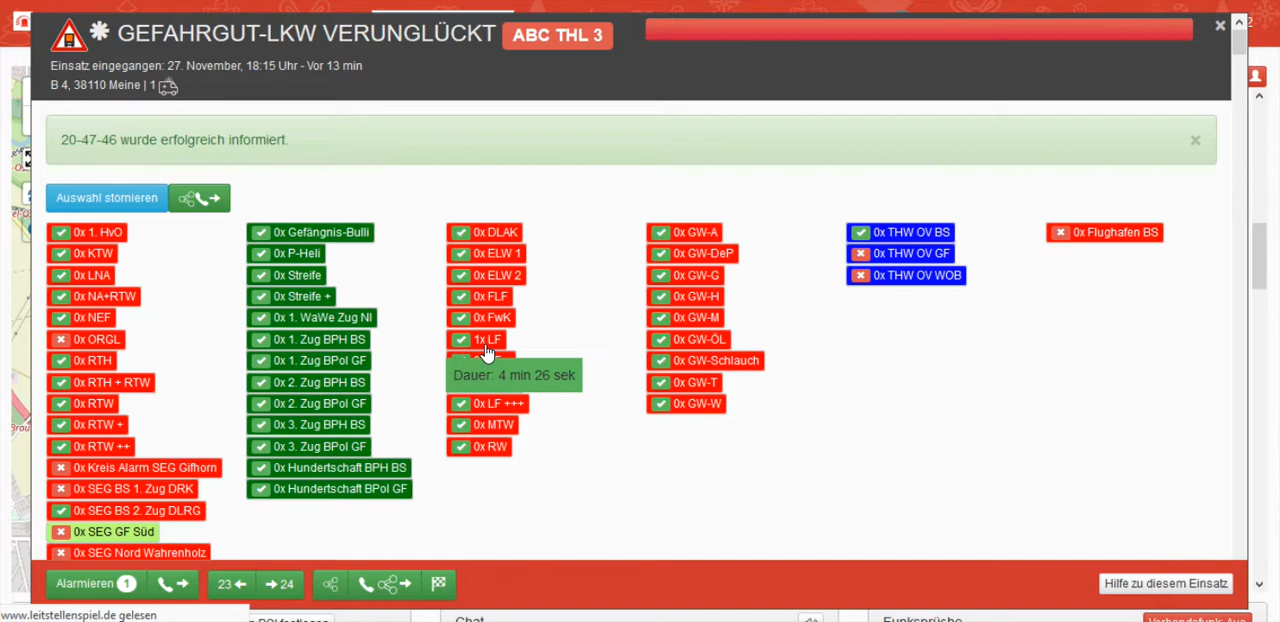 GEFAHRGUT-LKW VERUNGLÜCKT ABC THL 3
Einsatz eingegangen: 27. November, 18:15 Uhr - Vor 13 min
B 4, 38110 Meine | 1
20-47-46 wurde erfolgreich informiert.
Auswahl stornieren
0x 1. HvO
0x KTW
0x LNA
0x NA+RTW
0x NEF
0x ORGL
0x RTH
0x RTH + RTW
0x RTW
0x RTW +
0x RTW ++
0x Kreis Alarm SEG Gifhorn
0x SEG BS 1. Zug DRK
0x SEG BS 2. Zug DLRG
0x SEG GF Süd
0x SEG Nord Wahrenholz
0x Gefängnis-Bulli
0x P-Heli
0x Streife
0x Streife +
0x 1. WaWe Zug NI
0x 1. Zug BPH BS
0x 1. Zug BPol GF
0x 2. Zug BPH BS
0x 2. Zug BPol GF
0x 3. Zug BPH BS
0x 3. Zug BPol GF
0x Hundertschaft BPH BS
0x Hundertschaft BPol GF
0x DLAK
0x ELW 1
0x ELW 2
0x FLF
0x FwK
1x LF
Dauer: 4 min 26 sek
0x LF +++
0x MTW
0x RW
0x GW-A
0x GW-DeP
0x GW-G
0x GW-H
0x GW-M
0x GW-ÖL
0x GW-Schlauch
0x GW-T
0x GW-W
0x THW OV BS
0x THW OV GF
0x THW OV WOB
0x Flughafen BS
Alarmieren 1
23
24
Hilfe zu diesem Einsatz
www.leitstellenspiel.de gelesen
Chat
Funksprüche